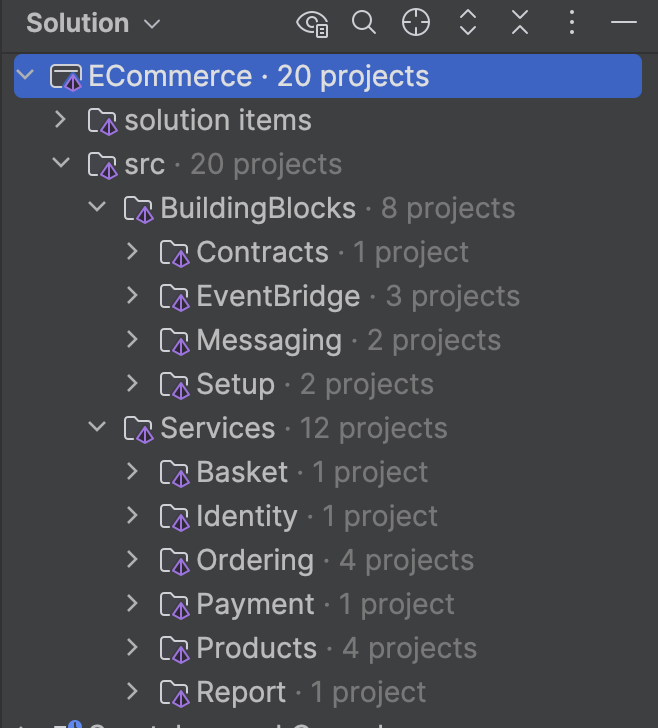 Solution
ECommerce · 20 projects
solution items
src · 20 projects
BuildingBlocks · 8 projects
Contracts · 1 project
EventBridge · 3 projects
Messaging · 2 projects
Setup · 2 projects
Services · 12 projects
Basket · 1 project
Identity · 1 project
Ordering · 4 projects
Payment · 1 project
Products · 4 projects
Report · 1 project